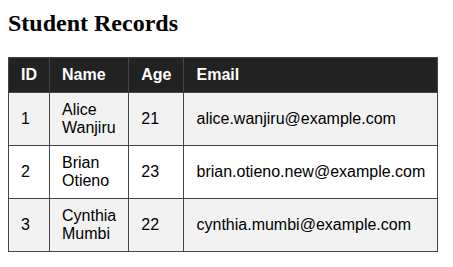 Student Records
ID Name Age Email
1 Alice Wanjiru 21 alice.wanjiru@example.com
2 Brian Otieno 23 brian.otieno.new@example.com
3 Cynthia Mumbi 22 cynthia.mumbi@example.com